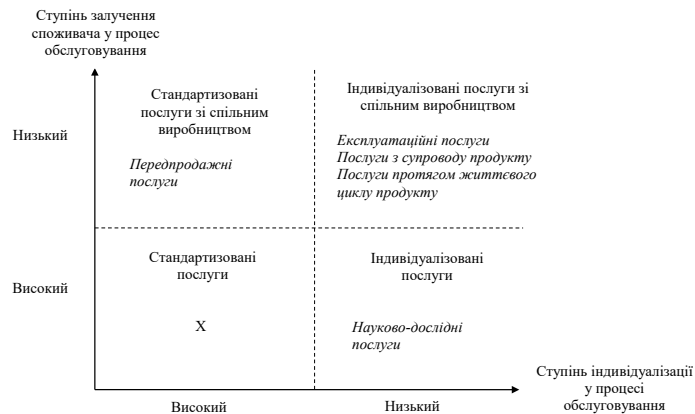 Ступінь залучення
споживача у процес
обслуговування
Низький
Стандартизовані
послуги зі спільним
виробництвом
Передпродажні
послуги
Індивідуалізовані послуги зі
спільним виробництвом
Експлуатаційні послуги
Послуги з супроводу продукту
Послуги протягом життєвого
циклу продукту
Високий
Стандартизовані
послуги
X
Індивідуалізовані
послуги
Науково-дослідні
послуги
Високий
Низький
Ступінь індивідуалізації
у процесі
обслуговування